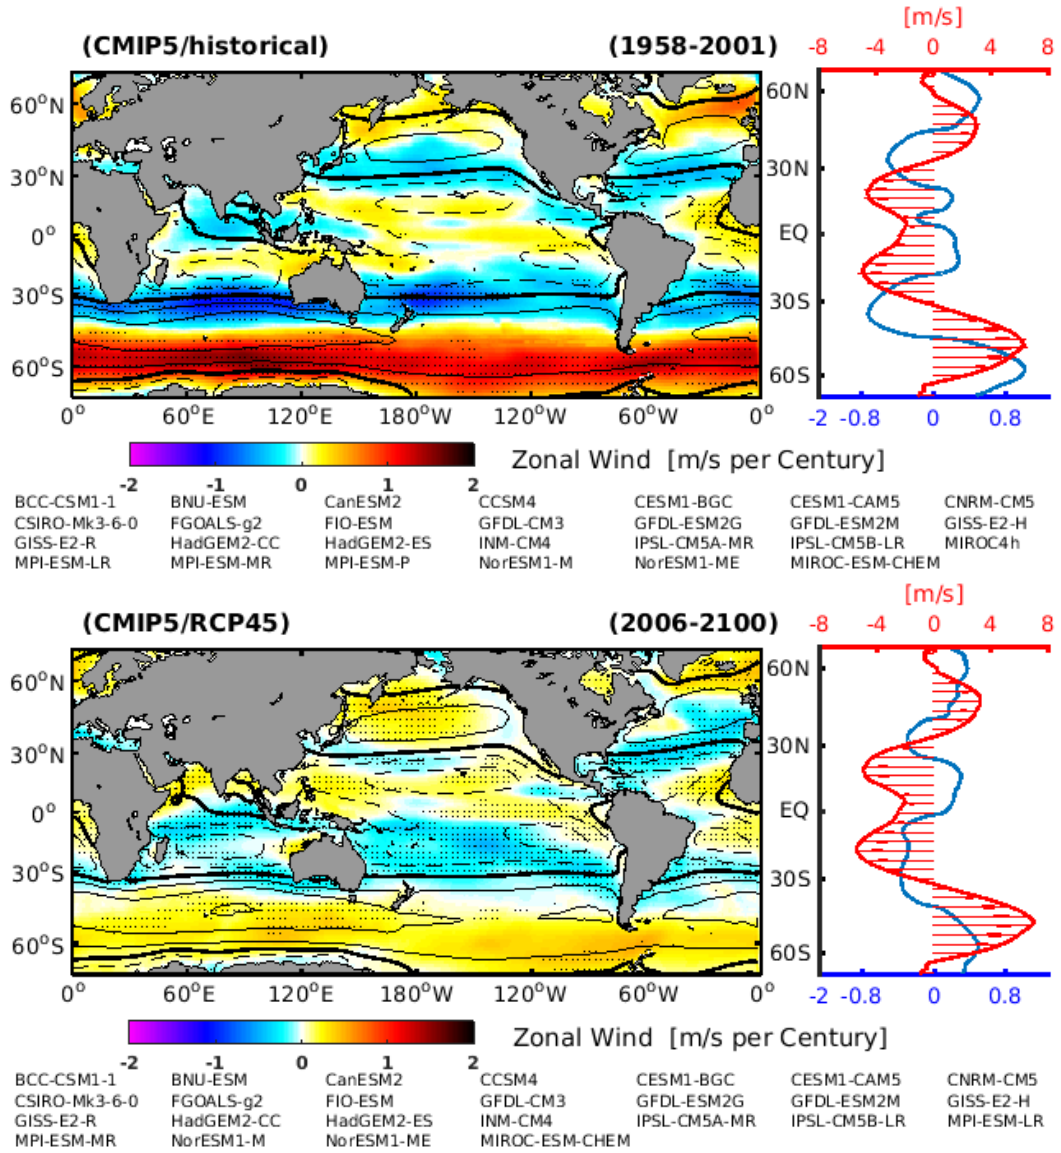 [m/s]
(CMIP5/historical) (1958-2001) -8 -4 0 4 8
60°N 60N
30°N 30N
0° EQ
30°S 30S
60°S 60S
0° 60°E 120°E 180°W 120°W 60°W 0° -2 -0.8 0 0.8
-2 -1 0 1 2 Zonal Wind [m/s per Century]
BCC-CSM1-1 BNU-ESM CanESM2 CCSM4 CESM1-BGC CESM1-CAM5 CNRM-CM5
CSIRO-Mk3-6-0 FGOALS-g2 FIO-ESM GFDL-CM3 GFDL-ESM2G GFDL-ESM2M GISS-E2-H
GISS-E2-R HadGEM2-CC HadGEM2-ES INM-CM4 IPSL-CM5A-MR IPSL-CM5B-LR MIROC4h
MPI-ESM-LR MPI-ESM-MR MPI-ESM-P NorESM1-M NorESM1-ME MIROC-ESM-CHEM
[m/s]
(CMIP5/RCP45) (2006-2100) -8 -4 0 4 8
60°N 60N
30°N 30N
0° EQ
30°S 30S
60°S 60S
0° 60°E 120°E 180°W 120°W 60°W 0° -2 -0.8 0 0.8
-2 -1 0 1 2 Zonal Wind [m/s per Century]
BCC-CSM1-1 BNU-ESM CanESM2 CCSM4 CESM1-BGC CESM1-CAM5 CNRM-CM5
CSIRO-Mk3-6-0 FGOALS-g2 FIO-ESM GFDL-CM3 GFDL-ESM2G GFDL-ESM2M GISS-E2-H
GISS-E2-R HadGEM2-CC HadGEM2-ES INM-CM4 IPSL-CM5A-MR IPSL-CM5B-LR MPI-ESM-LR
MPI-ESM-MR NorESM1-M NorESM1-ME MIROC-ESM-CHEM